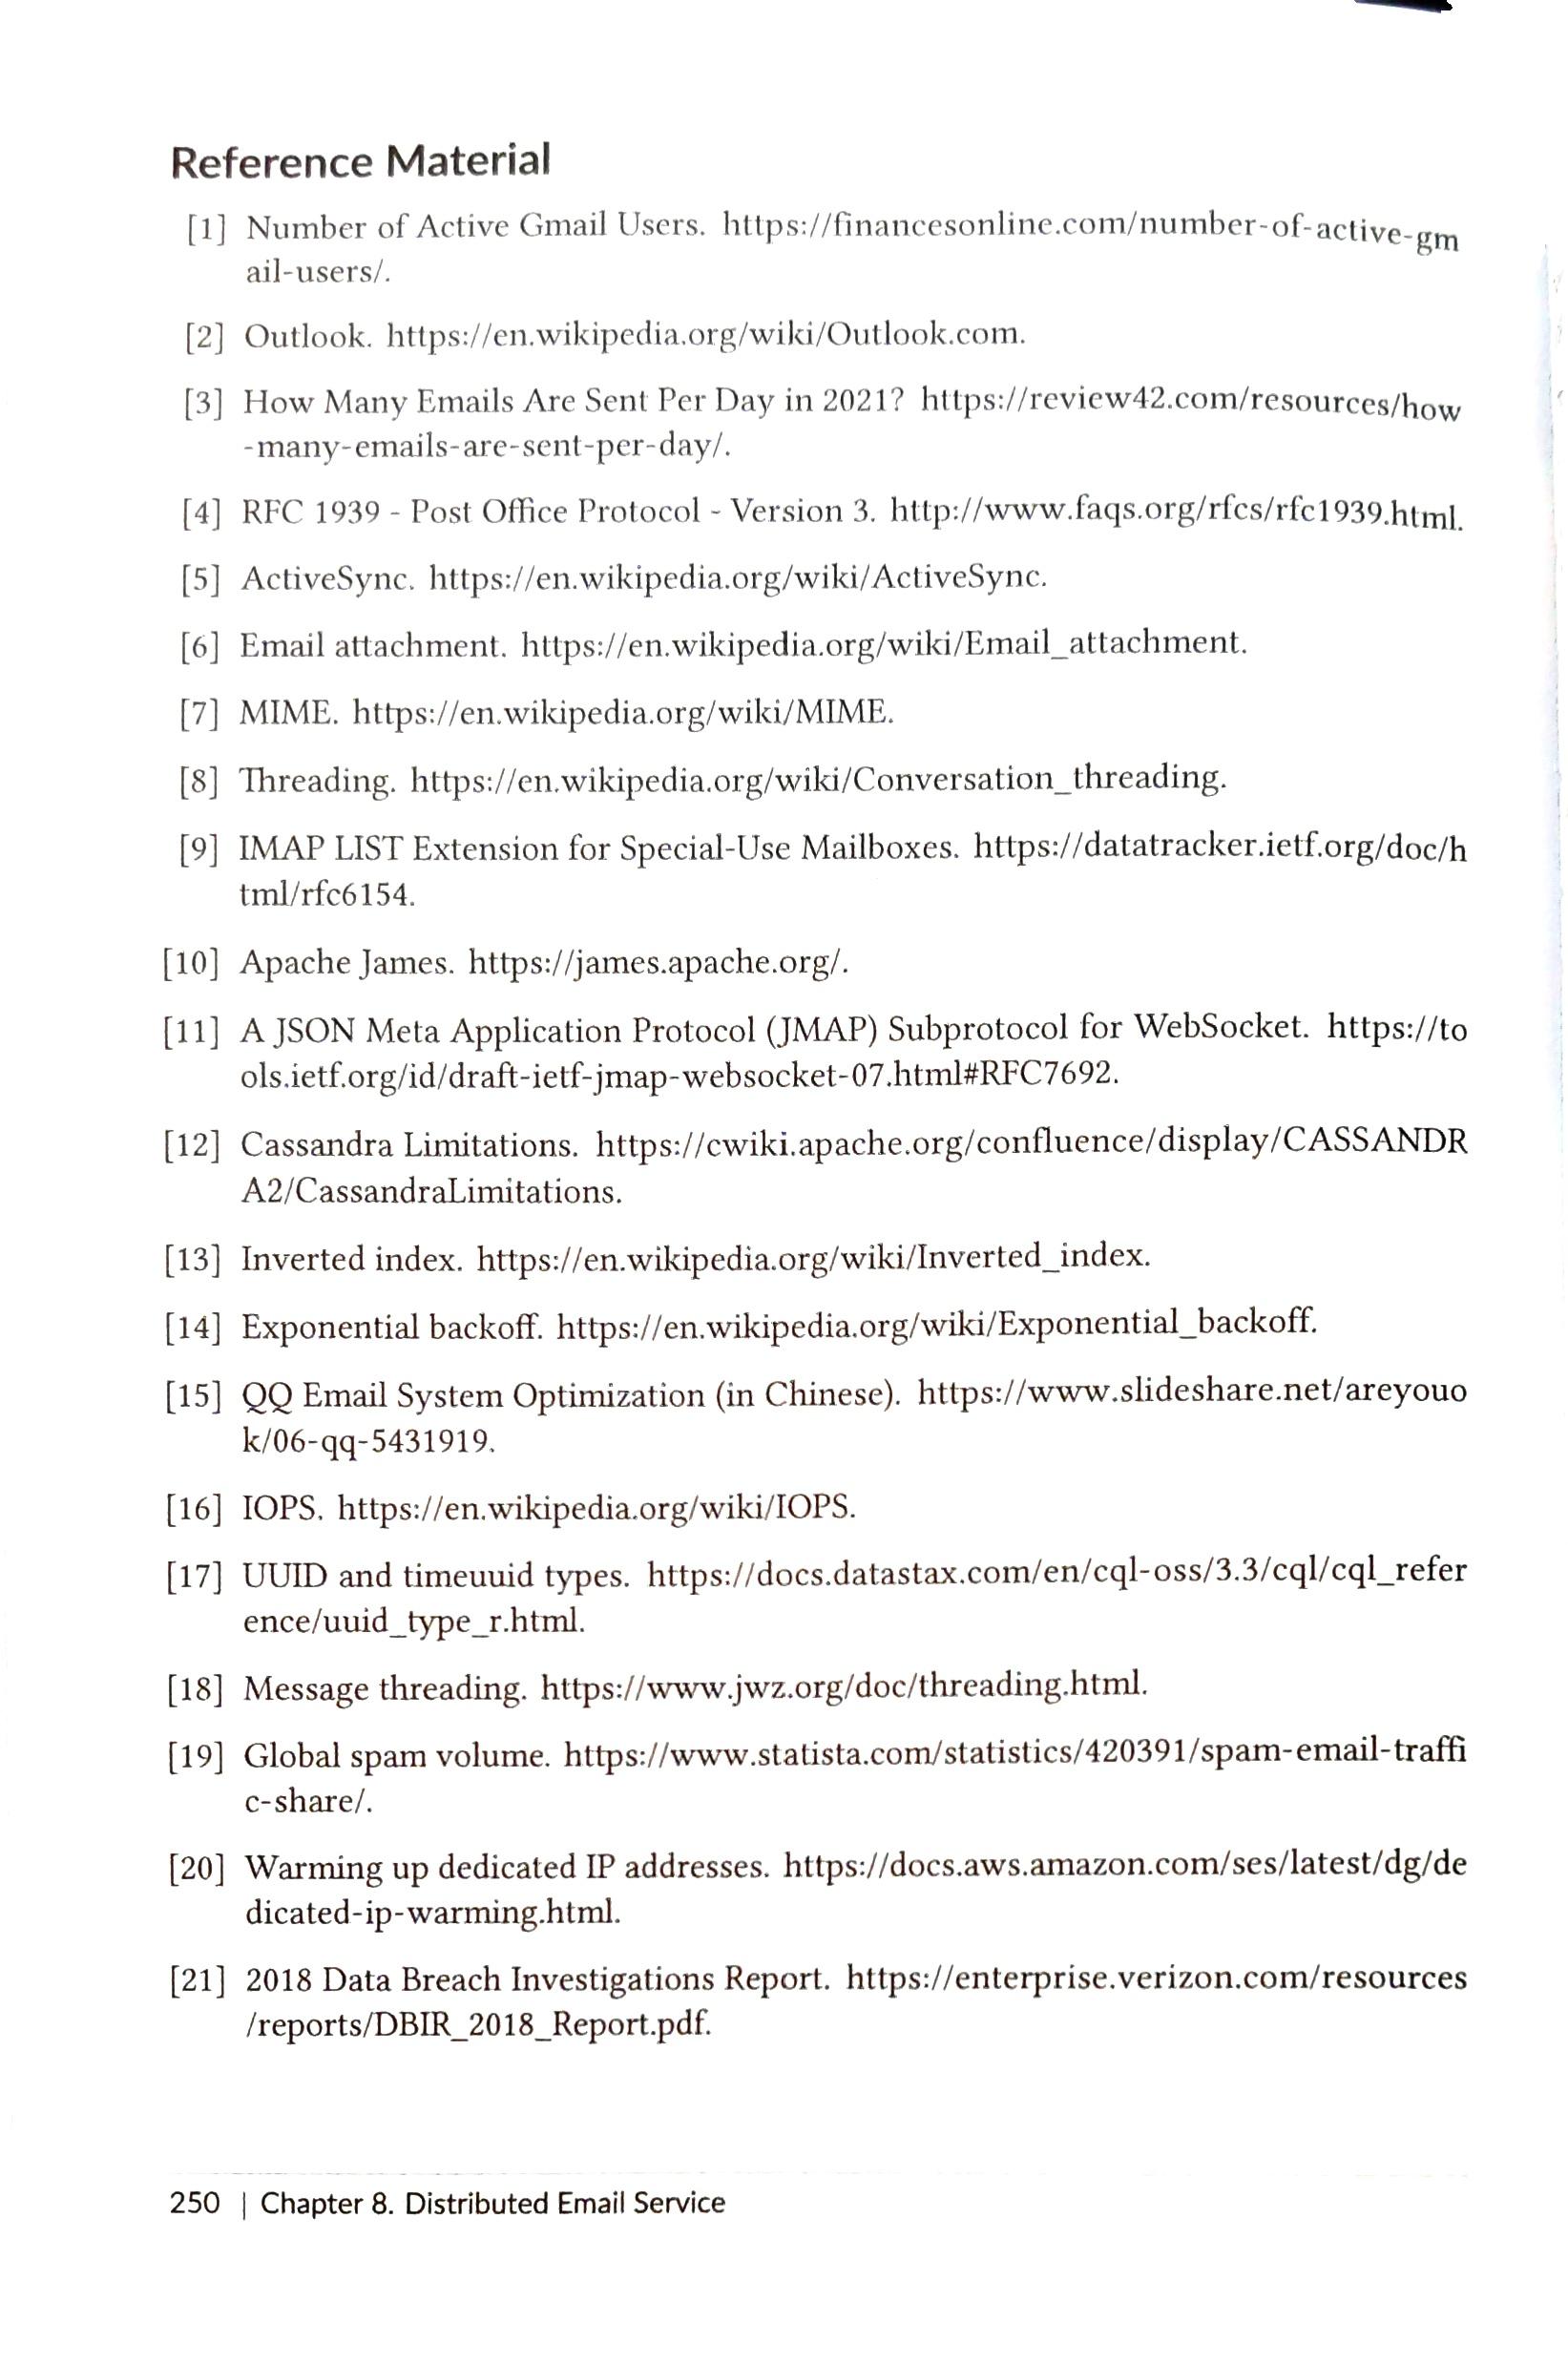 Reference Material
[1] Number of Active Gmail Users. https://financesonline.com/number-of-active-gm
ail-users/.
[2] Outlook. https://en.wikipedia.org/wiki/Outlook.com.
[3] How Many Emails Are Sent Per Day in 2021? https://review42.com/resources/how
-many-emails-are-sent-per-day/.
[4] RFC 1939 - Post Office Protocol - Version 3. http://www.faqs.org/rfcs/rfc1939.html.
[5] ActiveSync. https://en.wikipedia.org/wiki/ActiveSync.
[6] Email attachment. https://en.wikipedia.org/wiki/Email_attachment.
[7] MIME. https://en.wikipedia.org/wiki/MIME.
[8] Threading. https://en.wikipedia.org/wiki/Conversation_threading.
[9] IMAP LIST Extension for Special-Use Mailboxes. https://datatracker.ietf.org/doc/h
tml/rfc6154.
[10] Apache James. https://james.apache.org/.
[11] A JSON Meta Application Protocol (JMAP) Subprotocol for WebSocket. https://to
ols.ietf.org/id/draft-ietf-jmap-websocket-07.html#RFC7692.
[12] Cassandra Limitations. https://cwiki.apache.org/confluence/display/CASSANDR
A2/CassandraLimitations.
[13] Inverted index. https://en.wikipedia.org/wiki/Inverted_index.
[14] Exponential backoff. https://en.wikipedia.org/wiki/Exponential_backoff.
[15] QQ Email System Optimization (in Chinese). https://www.slideshare.net/areyouo
k/06-qq-5431919.
[16] IOPS. https://en.wikipedia.org/wiki/IOPS.
[17] UUID and timeuuid types. https://docs.datastax.com/en/cql-oss/3.3/cql/cql_refer
ence/uuid_type_r.html.
[18] Message threading. https://www.jwz.org/doc/threading.html.
[19] Global spam volume. https://www.statista.com/statistics/420391/spam-email-traffi
c-share/.
[20] Warming up dedicated IP addresses. https://docs.aws.amazon.com/ses/latest/dg/de
dicated-ip-warming.html.
[21] 2018 Data Breach Investigations Report. https://enterprise.verizon.com/resources
/reports/DBIR_2018_Report.pdf.
250 | Chapter 8. Distributed Email Service